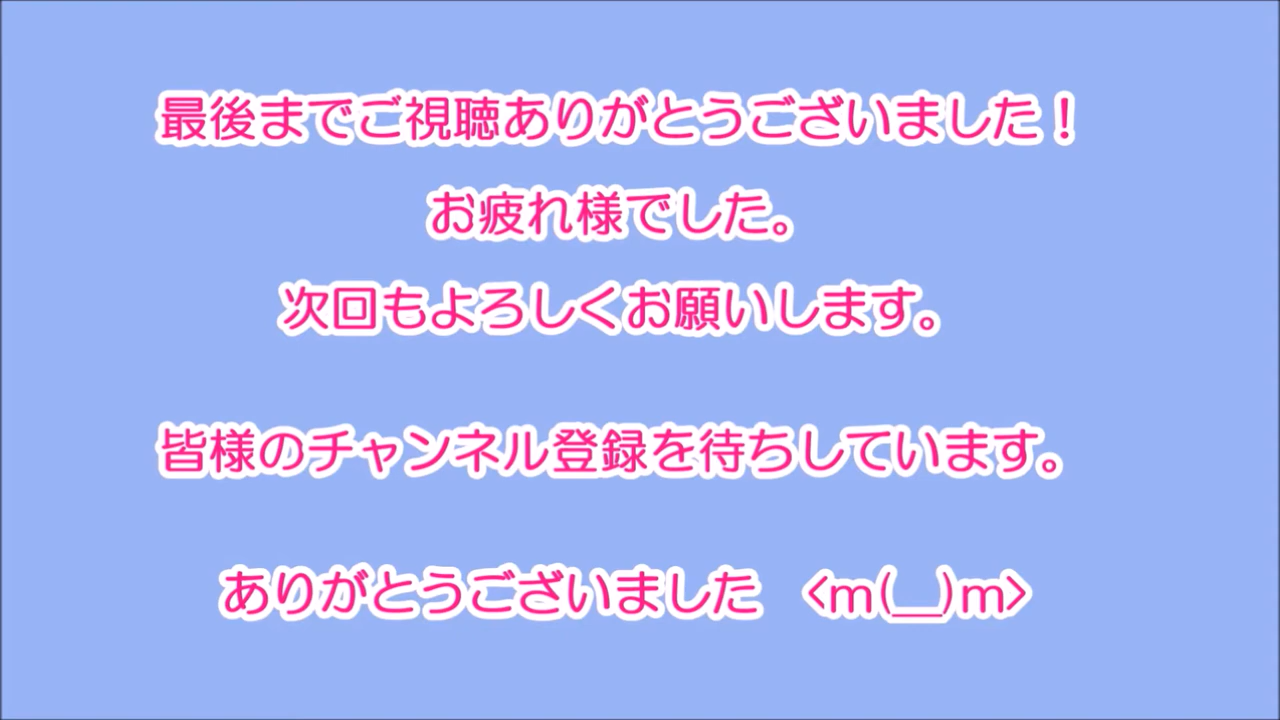 最後までご視聴ありがとうございました！
お疲れ様でした。
次回もよろしくお願いします。
皆様のチャンネル登録を待ちしています。
ありがとうございました　<m(__)m>